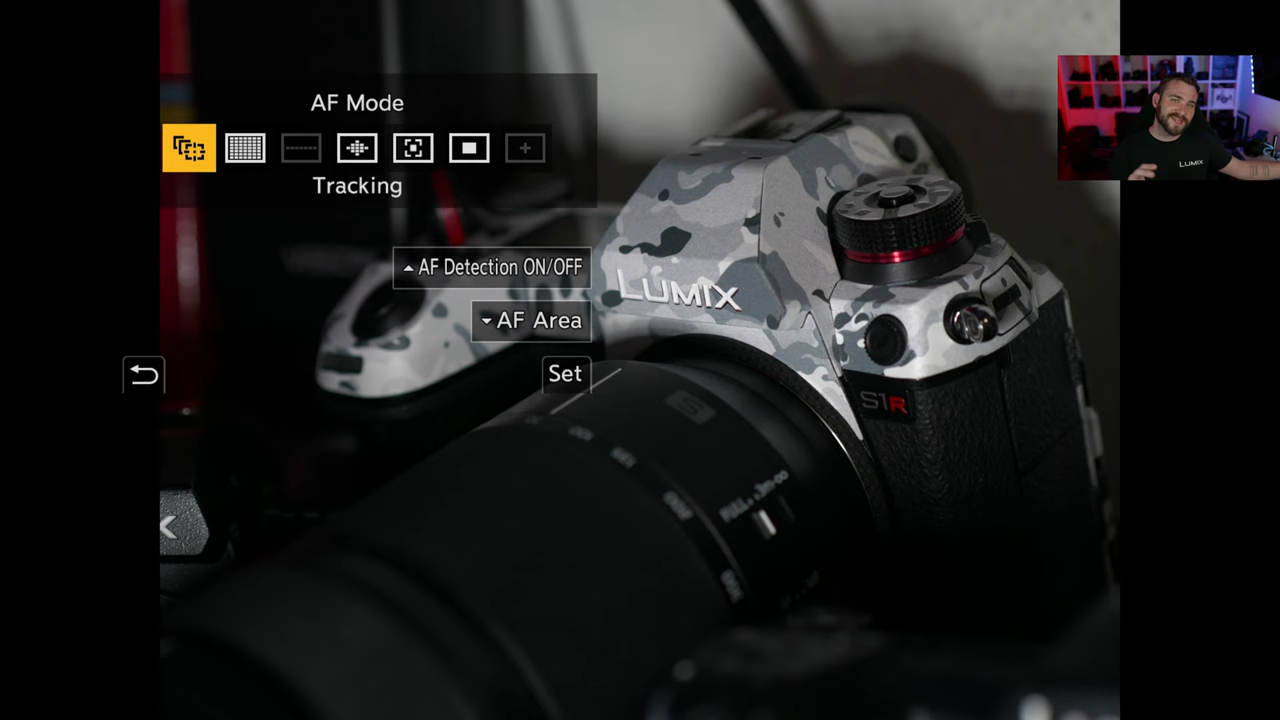 AF Mode
Tracking
AF Detection ON/OFF
AF Area
Set
LUMIX
S1R
S
LUMIX